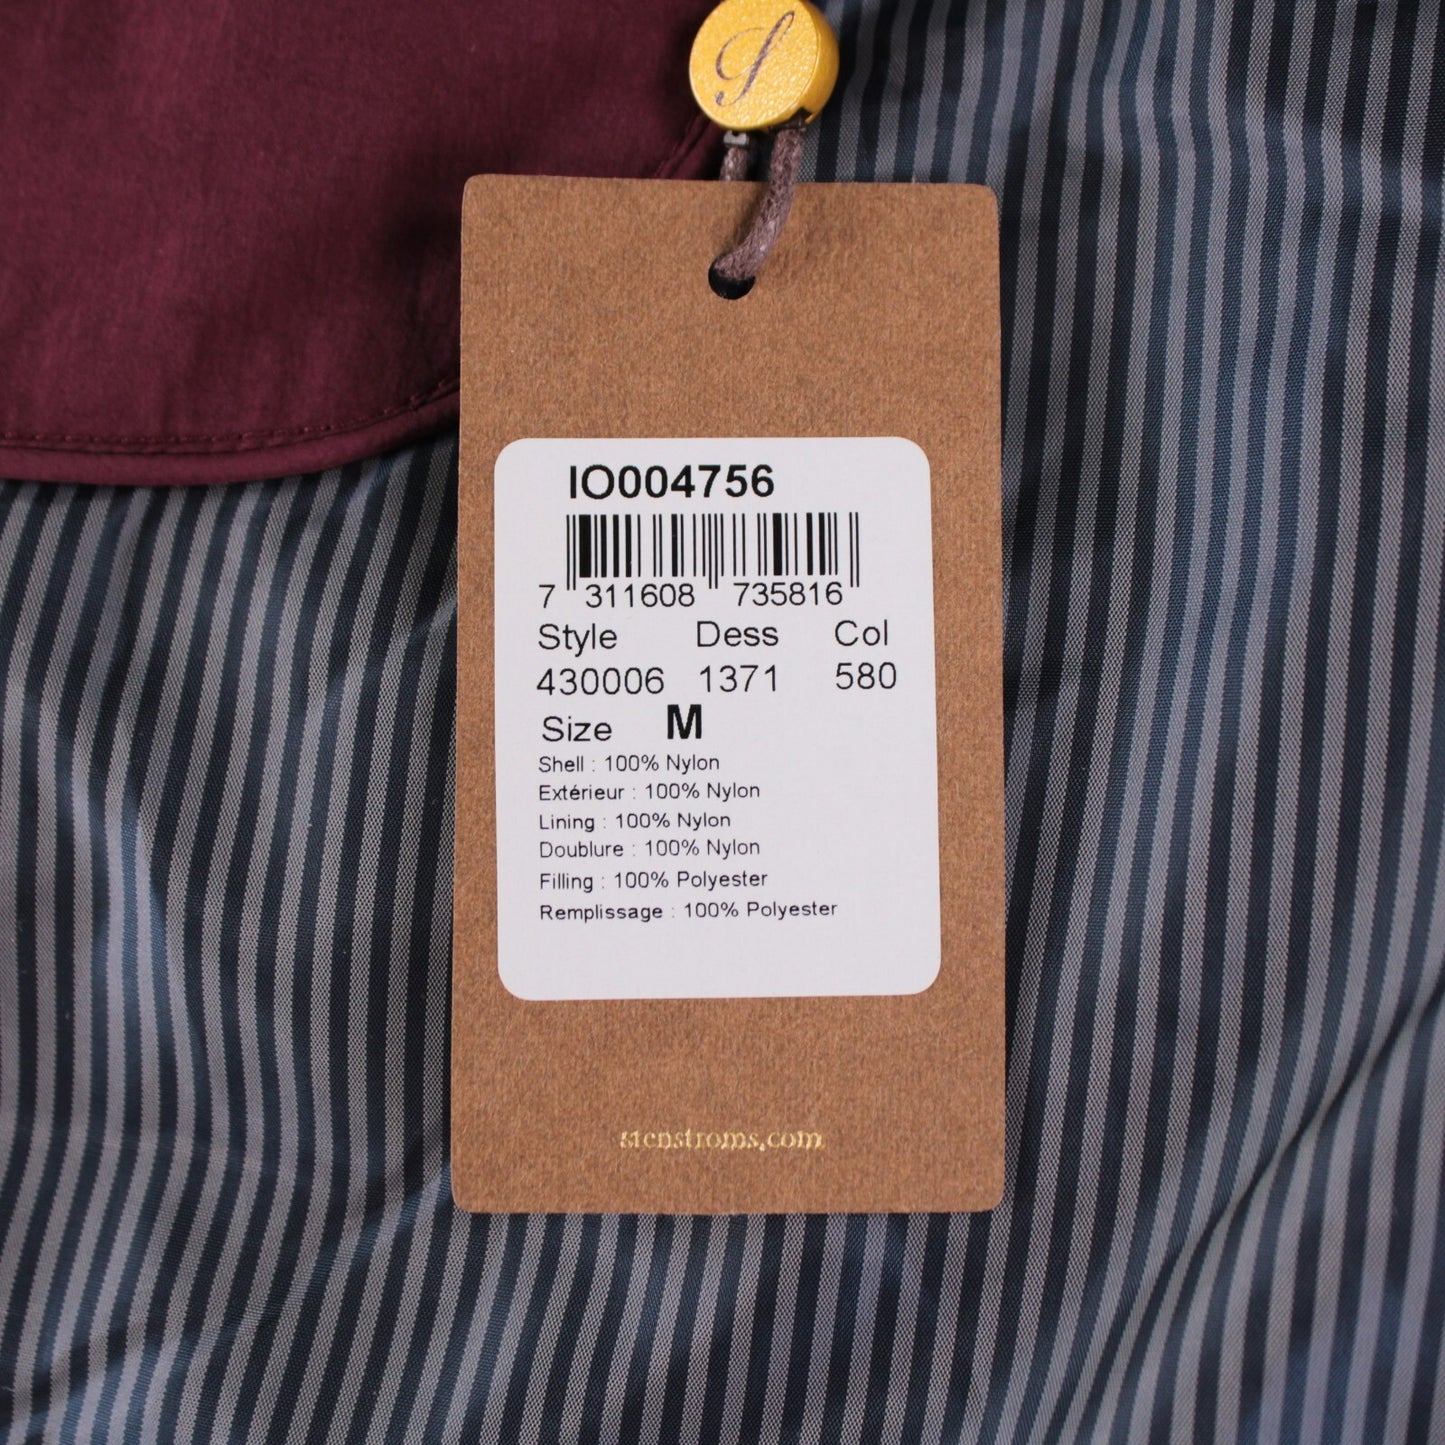 S
IO004756
7 311608 735816
Style Dess Col
430006 1371 580
Size M
Shell : 100% Nylon
Extérieur : 100% Nylon
Lining : 100% Nylon
Doublure : 100% Nylon
Filling : 100% Polyester
Remplissage : 100% Polyester
stenstroms.com